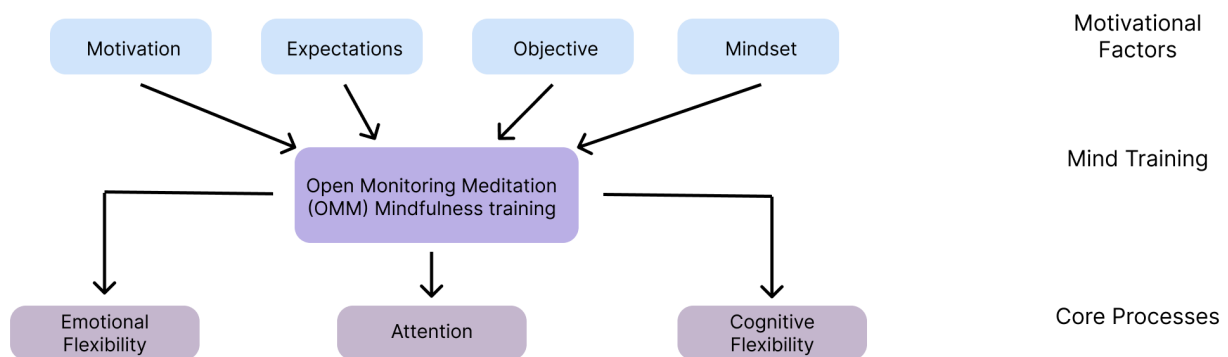 Motivation
Expectations
Objective
Mindset
Motivational
Factors
Open Monitoring Meditation
(OMM) Mindfulness training
Mind Training
Emotional
Flexibility
Attention
Cognitive
Flexibility
Core Processes